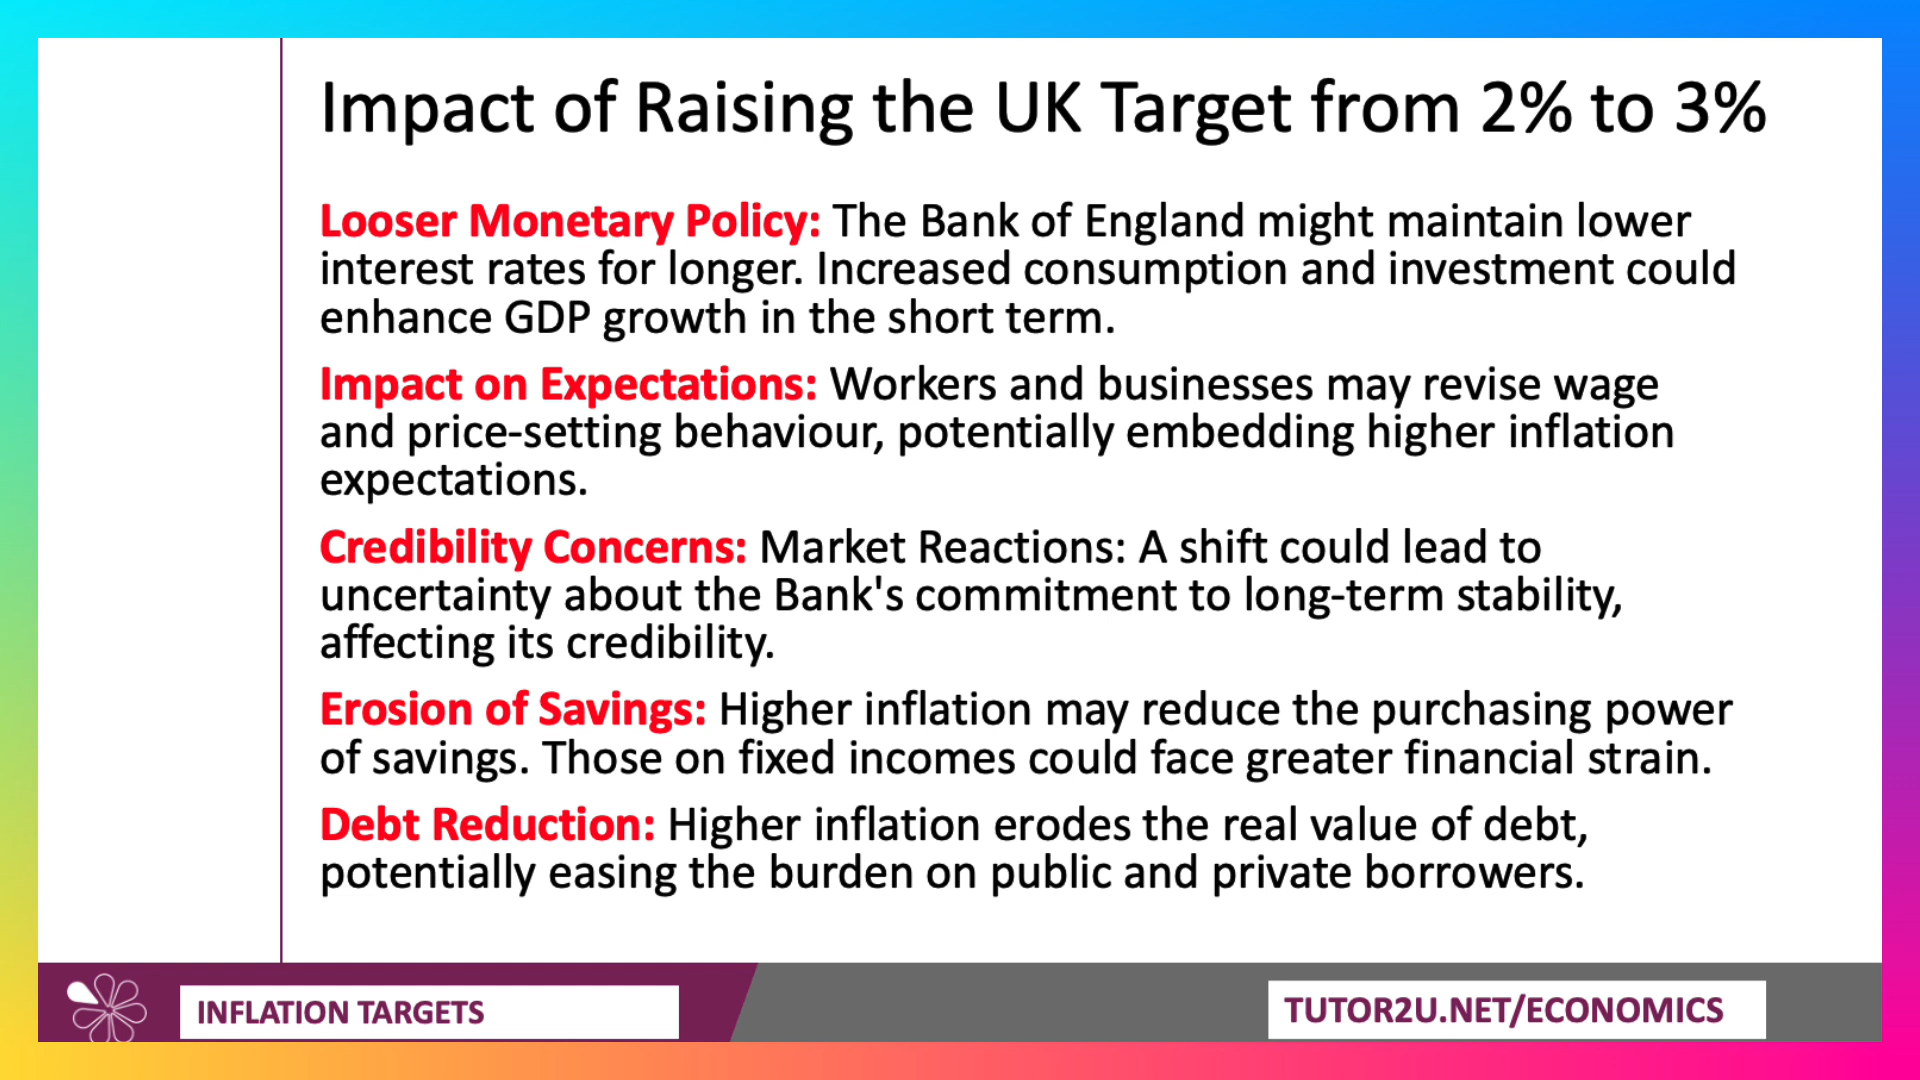 Impact of Raising the UK Target from 2% to 3%
Looser Monetary Policy: The Bank of England might maintain lower
interest rates for longer. Increased consumption and investment could
enhance GDP growth in the short term.
Impact on Expectations: Workers and businesses may revise wage
and price-setting behaviour, potentially embedding higher inflation
expectations.
Credibility Concerns: Market Reactions: A shift could lead to
uncertainty about the Bank's commitment to long-term stability,
affecting its credibility.
Erosion of Savings: Higher inflation may reduce the purchasing power
of savings. Those on fixed incomes could face greater financial strain.
Debt Reduction: Higher inflation erodes the real value of debt,
potentially easing the burden on public and private borrowers.
INFLATION TARGETS
TUTOR2U.NET/ECONOMICS